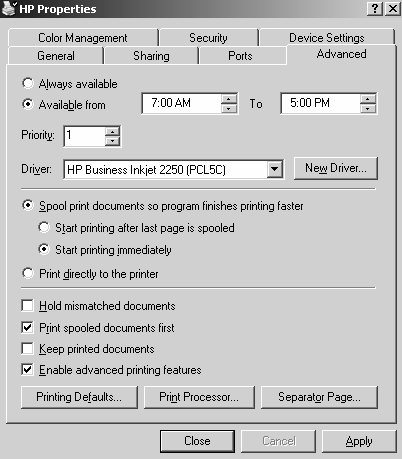 HP Properties
Color Management Security Device Settings
General Sharing Ports Advanced
Always available
Available from 7:00 AM To 5:00 PM
Priority: 1
Driver: HP Business Inkjet 2250 (PCL5C) New Driver...
Spool print documents so program finishes printing faster
Start printing after last page is spooled
Start printing immediately
Print directly to the printer
Hold mismatched documents
Print spooled documents first
Keep printed documents
Enable advanced printing features
Printing Defaults... Print Processor... Separator Page...
Close Cancel Apply